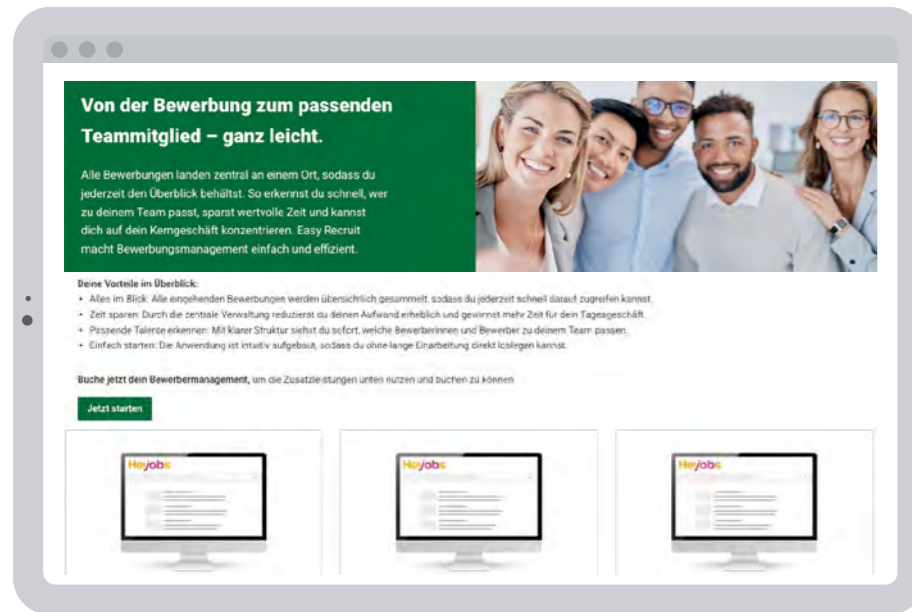 Von der Bewerbung zum passenden
Teammitglied – ganz leicht.
Alle Bewerbungen landen zentral an einem Ort, sodass du
jederzeit den Überblick behältst. So erkennst du schnell, wer
zu deinem Team passt, sparst wertvolle Zeit und kannst
dich auf dein Kerngeschäft konzentrieren. Easy Recruit
macht Bewerbungsmanagement einfach und effizient.
Deine Vorteile im Überblick:
• Alles im Blick: Alle eingehenden Bewerbungen werden übersichtlich gesammelt, sodass du jederzeit schnell darauf zugreifen kannst.
• Zeit sparen: Durch die zentrale Verwaltung reduzierst du deinen Aufwand erheblich und gewinnst mehr Zeit für dein Tagesgeschäft.
• Passende Talente erkennen: Mit klarer Struktur siehst du sofort, welche Bewerberinnen und Bewerber zu deinem Team passen.
• Einfach starten: Die Anwendung ist intuitiv aufgebaut, sodass du ohne lange Einarbeitung direkt loslegen kannst.
Buche jetzt dein Bewerbermanagement, um die Zusatzleistungen unten nutzen und buchen zu können
Jetzt starten
Heyjobs
Heyjobs
Heyjobs